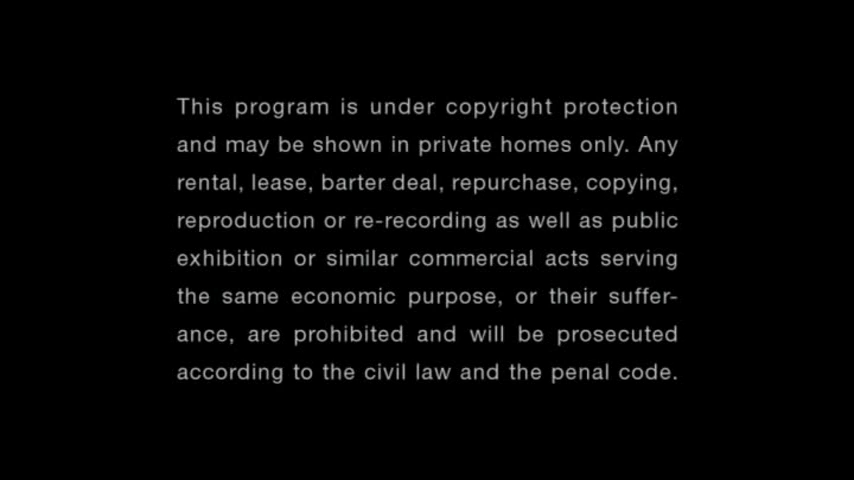 This program is under copyright protection
and may be shown in private homes only. Any
rental, lease, barter deal, repurchase, copying,
reproduction or re-recording as well as public
exhibition or similar commercial acts serving
the same economic purpose, or their suffer-
ance, are prohibited and will be prosecuted
according to the civil law and the penal code.